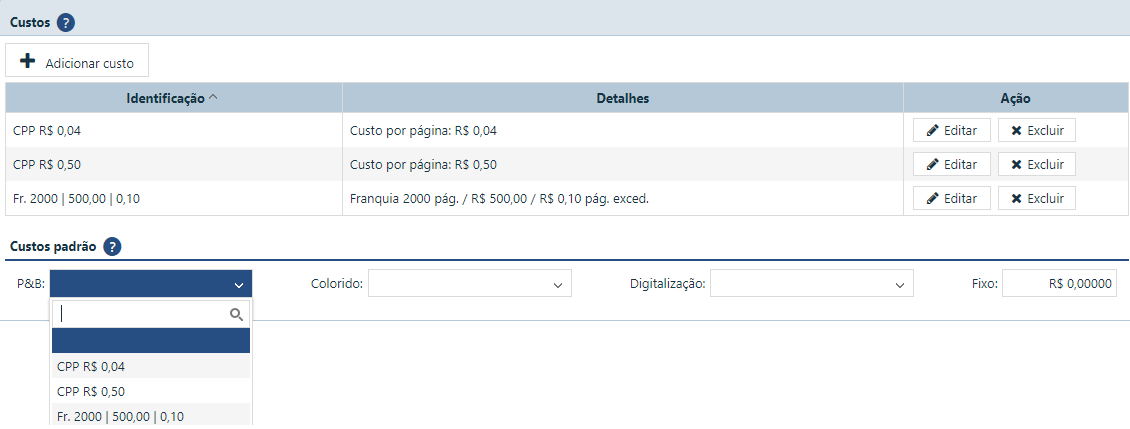 Custos ?
Adicionar custo
Identificação Detalhes Ação
CPP R$ 0,04 Custo por página: R$ 0,04 Editar Excluir
CPP R$ 0,50 Custo por página: R$ 0,50 Editar Excluir
Fr. 2000 | 500,00 | 0,10 Franquia 2000 pág. / R$ 500,00 / R$ 0,10 pág. exced. Editar Excluir
Custos padrão ?
P&B: Colorido: Digitalização: Fixo: R$ 0,00000
CPP R$ 0,04
CPP R$ 0,50
Fr. 2000 | 500,00 | 0,10